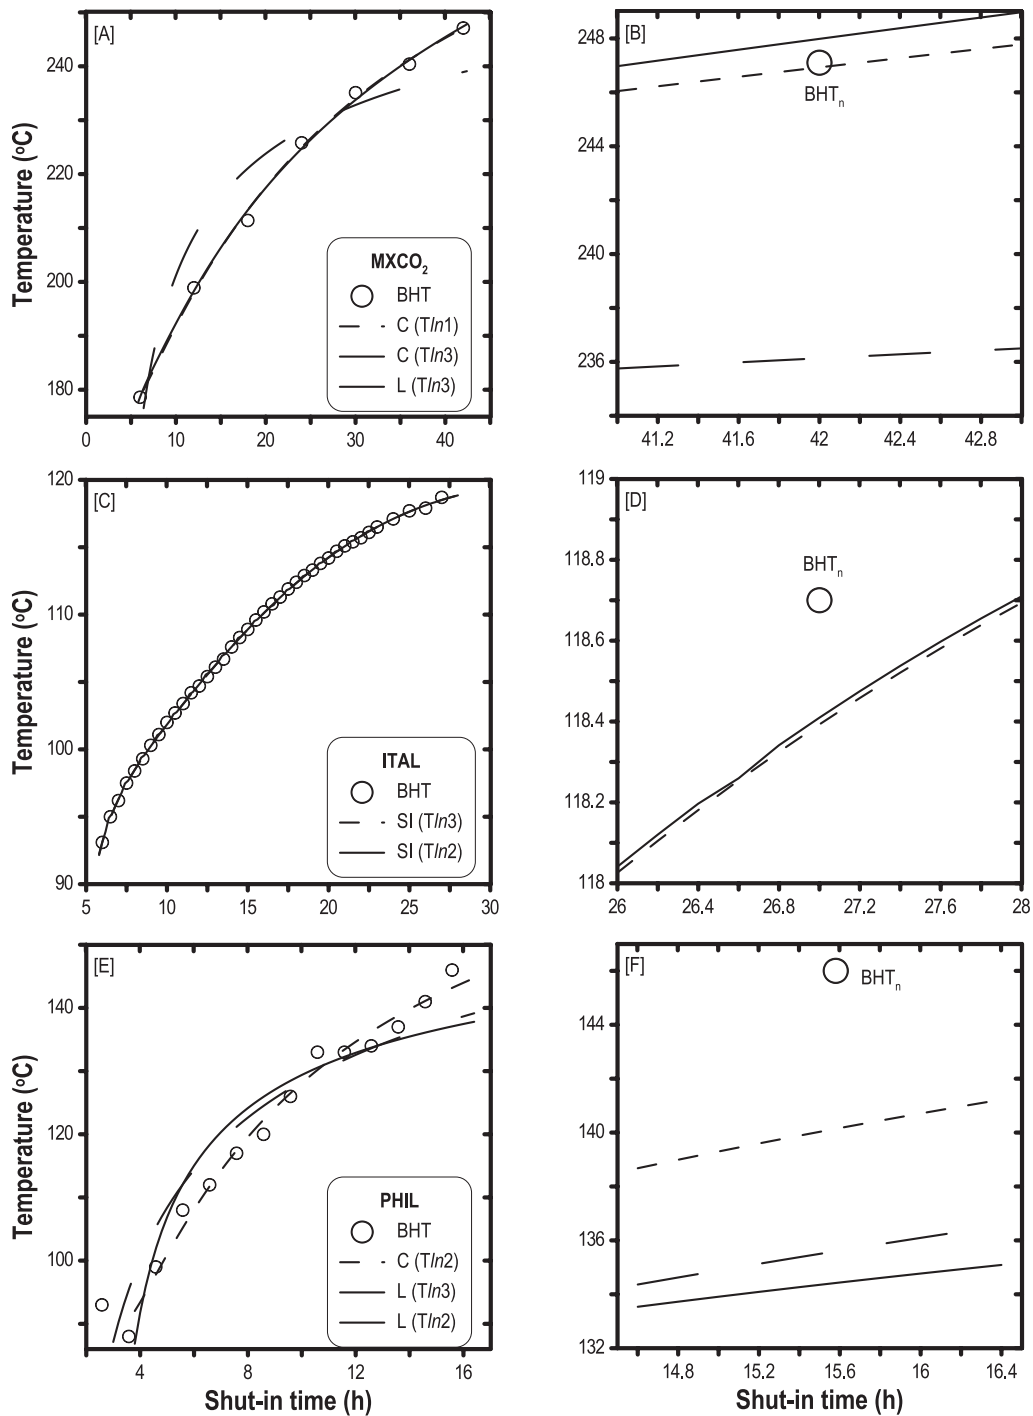 [A]
Temperature (ºC)
240
220
200
180
0
10
20
30
40
MXCO2
BHT
C (Tln1)
C (Tln3)
L (Tln3)
[B]
248
244
240
236
41.2
41.6
42
42.4
42.8
BHTn
[C]
Temperature (ºC)
120
110
100
90
5
10
15
20
25
30
ITAL
BHT
SI (Tln3)
SI (Tln2)
[D]
119
118.8
118.6
118.4
118.2
118
26
26.4
26.8
27.2
27.6
28
BHTn
[E]
Temperature (ºC)
140
120
100
4
8
12
16
Shut-in time (h)
PHIL
BHT
C (Tln2)
L (Tln3)
L (Tln2)
[F]
BHTn
144
140
136
132
14.8
15.2
15.6
16
16.4
Shut-in time (h)